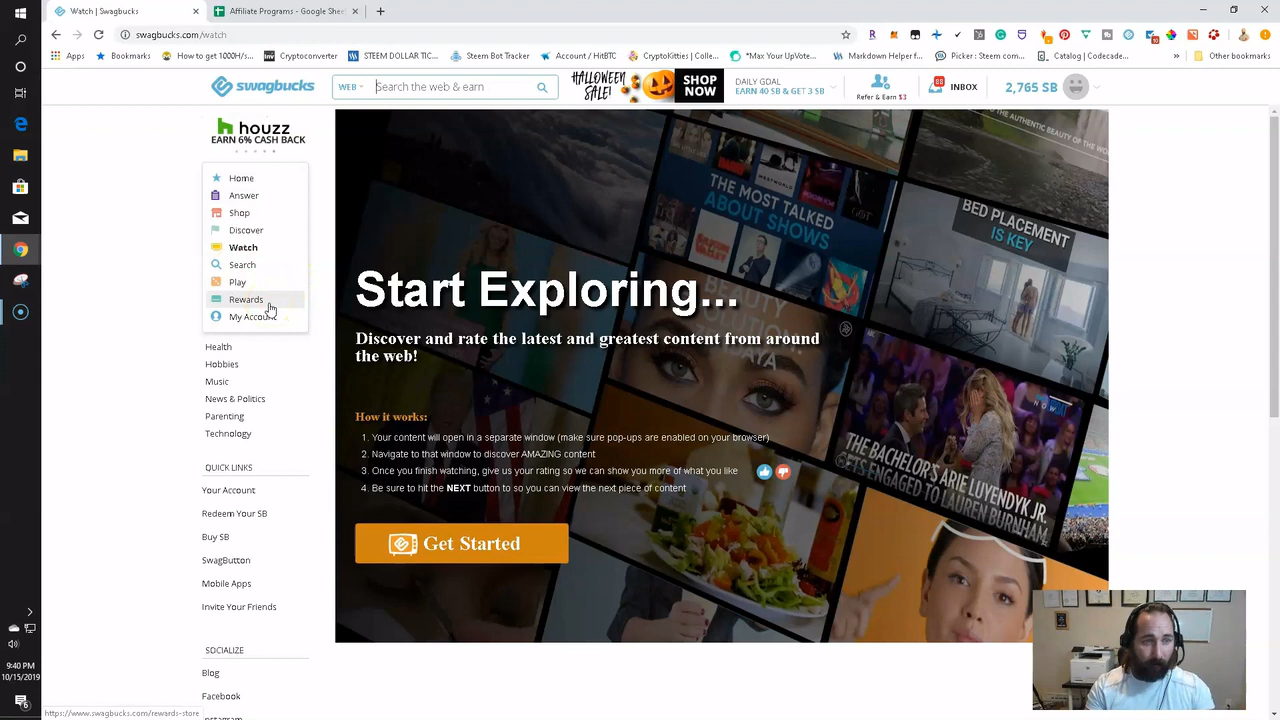 Watch | Swagbucks
Affiliate Programs - Google Shee
swagbucks.com/watch
Apps
Bookmarks
How to get 1000H/s...
Cryptoconverter
STEEM DOLLAR TIC...
Steem Bot Tracker
Account / HitBTC
CryptoKitties | Colle...
*Max Your UpVote...
Markdown Helper f...
Picker : Steem com...
Catalog | Codecade...
Other bookmarks
swagbucks
WEB
Search the web & earn
HALLOWEEN
SALE!
SHOP
NOW
DAILY GOAL
EARN 40 SB & GET 3 SB
Refer & Earn $3
88
INBOX
2,765 SB
houzz
EARN 6% CASH BACK
Home
Answer
Shop
Discover
Watch
Search
Play
Rewards
My Account
Health
Hobbies
Music
News & Politics
Parenting
Technology
QUICK LINKS
Your Account
Redeem Your SB
Buy SB
SwagButton
Mobile Apps
Invite Your Friends
SOCIALIZE
Blog
Facebook
Instagram
THE MOST TALKED
ABOUT SHOWS
WESTWORLD
BED PLACEMENT
IS KEY
TO THE AUTHENTIC BEAUTY OF THE
Start Exploring...
Discover and rate the latest and greatest content from around
the web!
How it works:
1. Your content will open in a separate window (make sure pop-ups are enabled on your browser)
2. Navigate to that window to discover AMAZING content
3. Once you finish watching, give us your rating so we can show you more of what you like
4. Be sure to hit the NEXT button to so you can view the next piece of content
Get Started
NOW
THE BACHELOR'S ARIE LUYENDYK JR.
GETS ENGAGED TO LAUREN BURNHAM
9:40 PM
10/15/2019
https://www.swagbucks.com/rewards-store